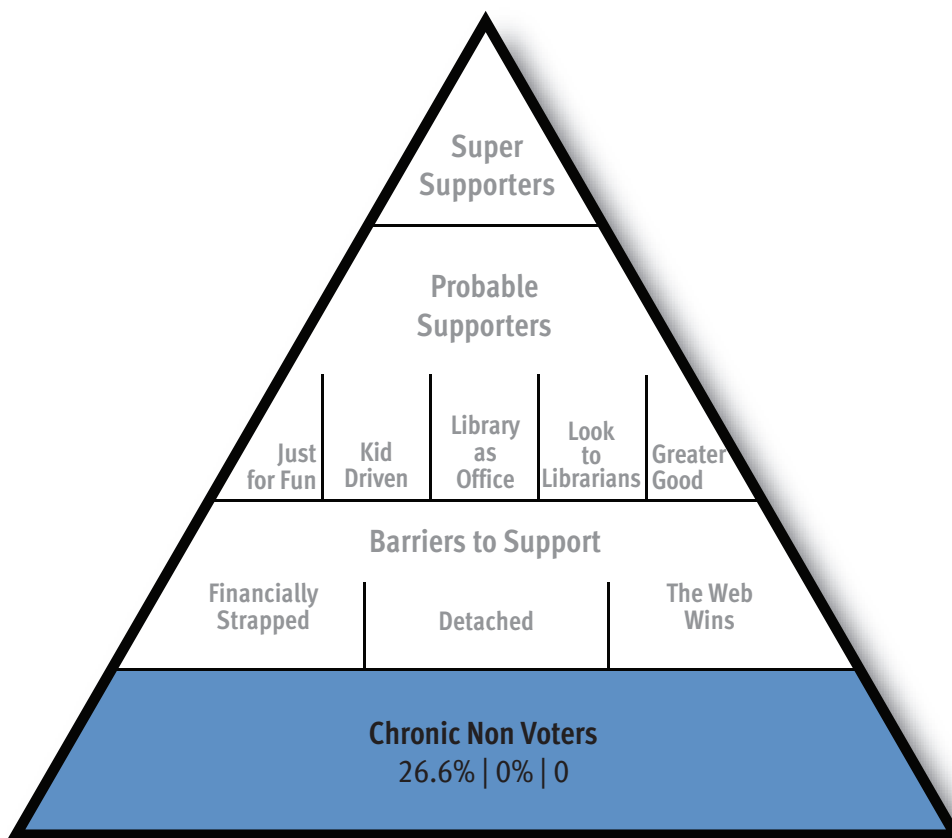 Super
Supporters
Probable
Supporters
Just
for Fun
Kid
Driven
Library
as
Office
Look
to
Librarians
Greater
Good
Barriers to Support
Financially
Strapped
Detached
The Web
Wins
Chronic Non Voters
26.6% | 0% | 0